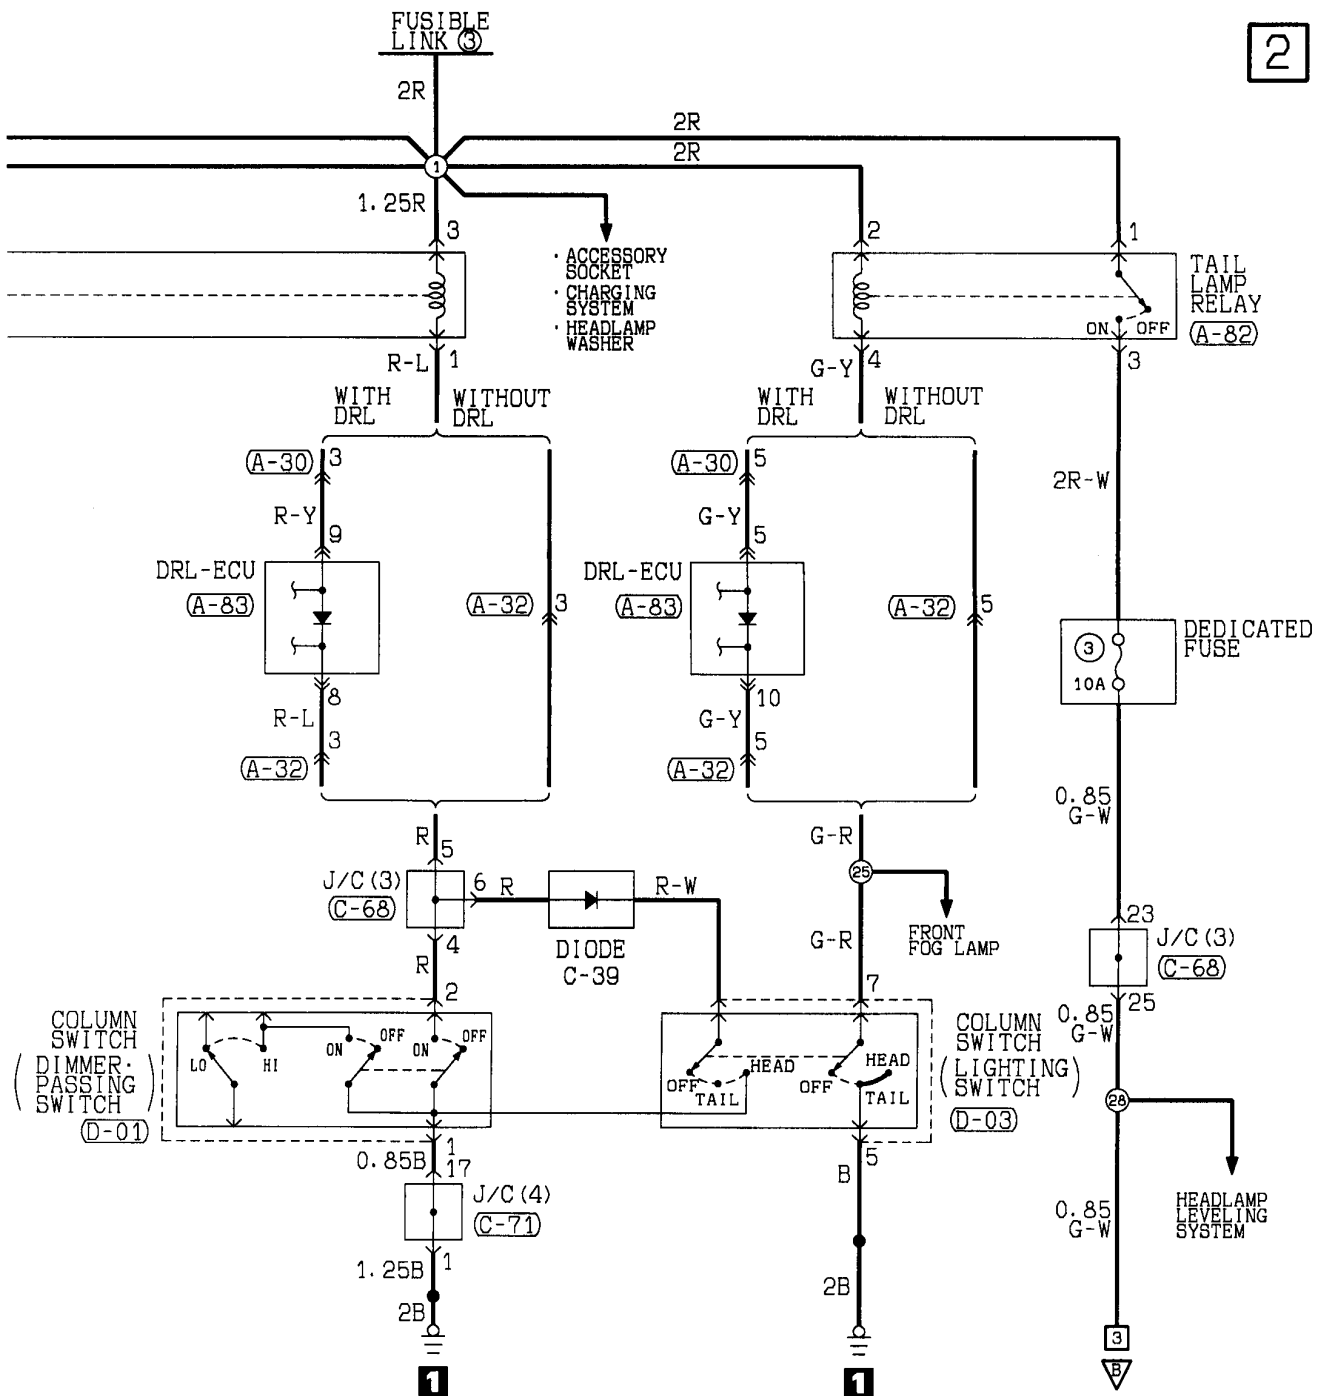 FUSIBLE
LINK ③
2
2R
2R
2R
1
1.25R
3
2
1
· ACCESSORY
SOCKET
· CHARGING
SYSTEM
· HEADLAMP
WASHER
TAIL
LAMP
RELAY
A-82
ON OFF
R-L 1
G-Y 4
3
WITH
DRL
WITHOUT
DRL
WITH
DRL
WITHOUT
DRL
A-30 3
A-30 5
2R-W
R-Y
9
G-Y
5
DRL-ECU
A-83
A-32 3
DRL-ECU
A-83
A-32 5
DEDICATED
FUSE
③
10A
8
R-L
3
A-32
10
G-Y
5
A-32
0.85
G-W
R 5
G-R
J/C(3)
C-68
6 R
R-W
25
23
4
DIODE
C-39
G-R
FRONT
FOG LAMP
J/C(3)
C-68
R
2
7
25
0.85
G-W
COLUMN
SWITCH
(DIMMER·
PASSING
SWITCH)
D-01
LO HI
ON OFF
ON OFF
OFF TAIL HEAD
OFF TAIL HEAD
COLUMN
SWITCH
(LIGHTING
SWITCH)
D-03
28
0.85B 1
17
B 5
J/C(4)
C-71
0.85
G-W
HEADLAMP
LEVELING
SYSTEM
1.25B 1
2B
2B
3
B
1
1